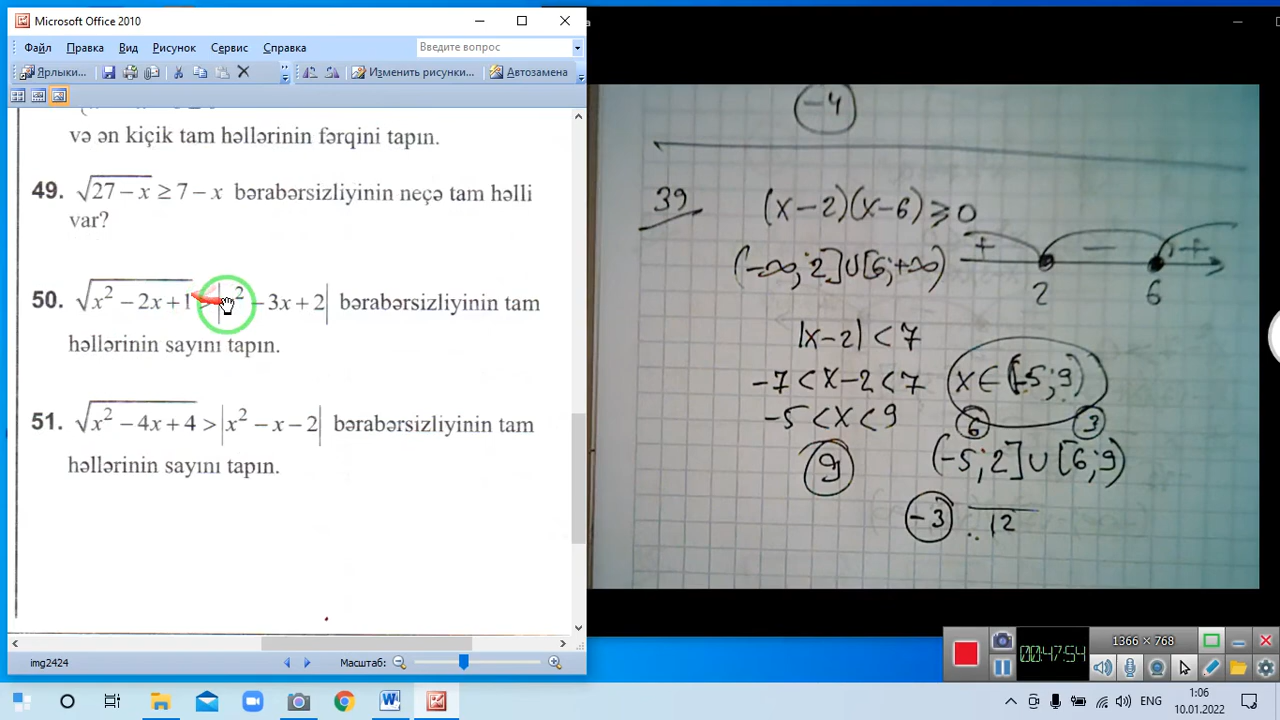 Microsoft Office 2010
Файл Правка Вид Рисунок Сервис Справка
Введите вопрос
Ярлыки... Изменить рисунки... Автозамена
və ən kiçik tam həllərinin fərqini tapın.
49. √27 − x ≥ 7 − x bərabərsizliyinin neçə tam həlli
var?
50. √x² − 2x + 1 > |x² − 3x + 2| bərabərsizliyinin tam
həllərinin sayını tapın.
51. √x² − 4x + 4 > |x² − x − 2| bərabərsizliyinin tam
həllərinin sayını tapın.
img2424
Масштаб:
−4
39 (x−2)(x−6)⩾0
(−∞;2]∪[6;+∞)
+ − +
2 6
|x−2| < 7
−7 < x−2 < 7 x∈(−5;9)
−5 < x < 9 6 3
9 (−5;2]∪[6;9)
−3 12
1366 × 768
00:47:54
ENG
1:06
10.01.2022